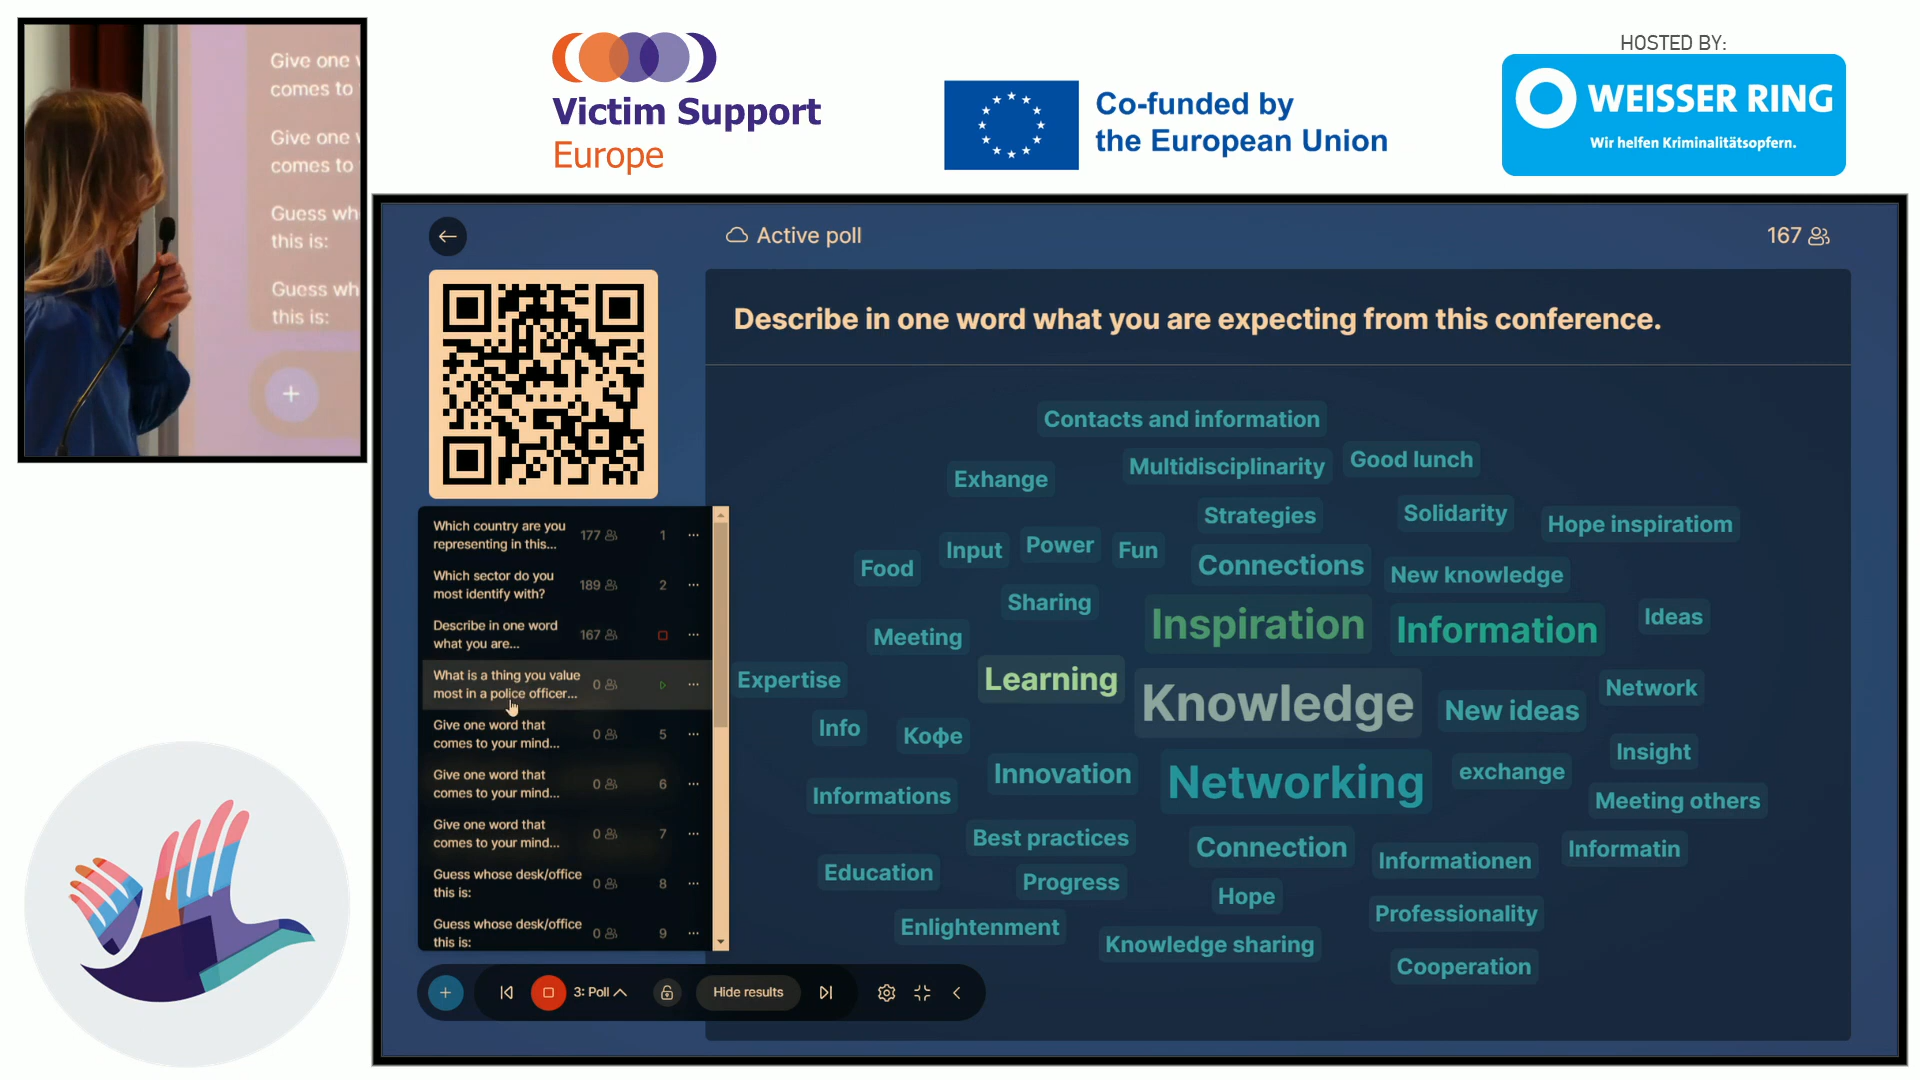 Give one
comes to
Give one
comes to
Guess wh
this is:
Guess wh
this is:
+
Victim Support
Europe
Co-funded by
the European Union
HOSTED BY:
WEISSER RING
Wir helfen Kriminalitätsopfern.
Active poll
167
Describe in one word what you are expecting from this conference.
Which country are you
representing in this...
177
1
...
Which sector do you
most identify with?
189
2
...
Describe in one word
what you are...
167
...
What is a thing you value
most in a police officer...
0
...
Give one word that
comes to your mind...
0
5
...
Give one word that
comes to your mind...
0
6
...
Give one word that
comes to your mind...
0
7
...
Guess whose desk/office
this is:
0
8
...
Guess whose desk/office
this is:
0
9
...
Contacts and information
Exhange
Multidisciplinarity
Good lunch
Strategies
Solidarity
Hope inspiratiom
Food
Input
Power
Fun
Connections
New knowledge
Sharing
Inspiration
Information
Ideas
Meeting
Expertise
Learning
Knowledge
New ideas
Network
Info
Кофе
Insight
Innovation
Networking
exchange
Informations
Meeting others
Best practices
Connection
Informationen
Informatin
Education
Progress
Hope
Enlightenment
Knowledge sharing
Professionality
Cooperation
+
3: Poll
Hide results